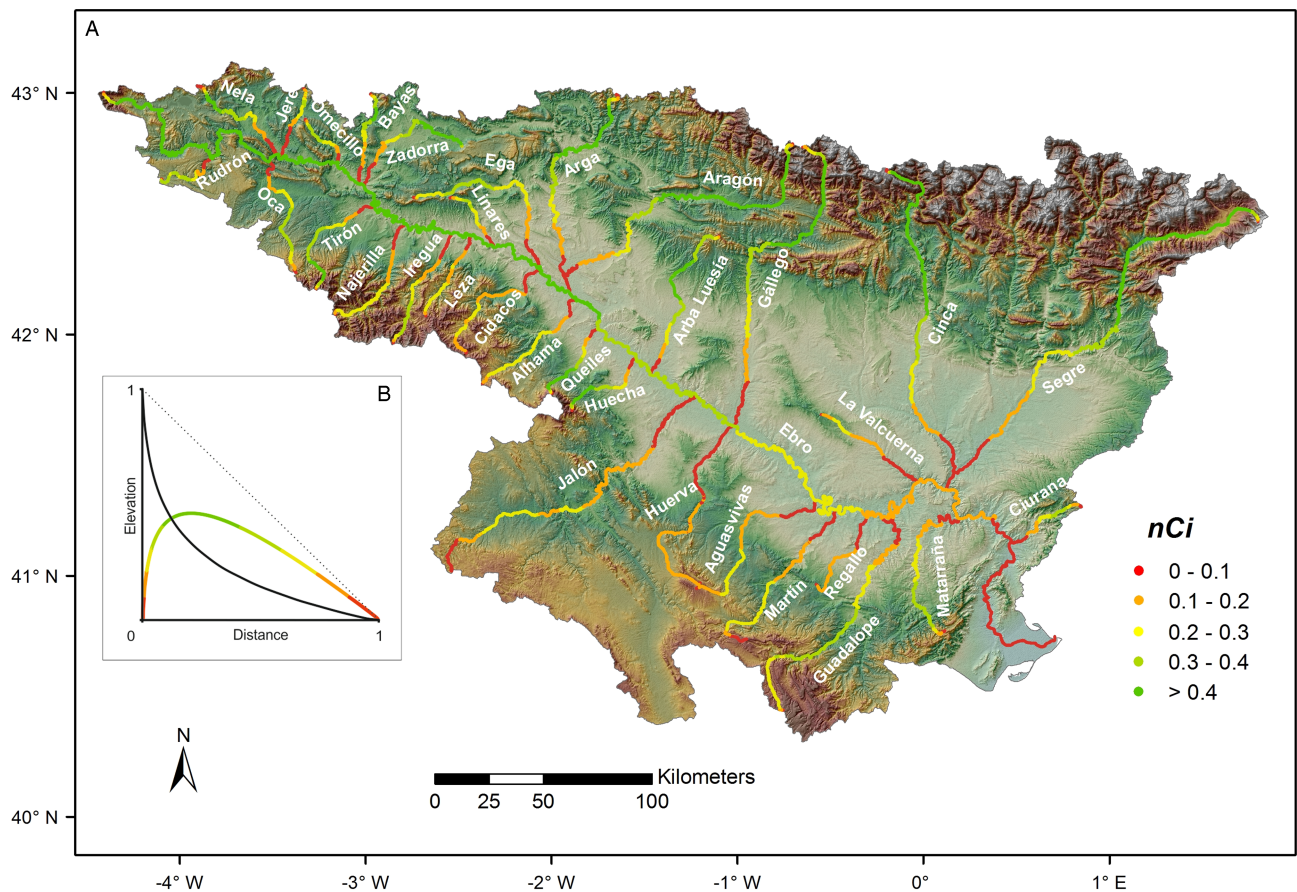 A
43° N
42° N
41° N
40° N
-4° W
-3° W
-2° W
-1° W
0°
1° E
Nela
Jerea
Omecillo
Bayas
Zadorra
Rudrón
Oca
Ega
Arga
Aragón
Linares
Tirón
Najerilla
Iregua
Leza
Cidacos
Alhama
Queiles
Huecha
Arba Luesia
Gállego
Cinca
Segre
La Valcuerna
Ebro
Jalón
Huerva
Aguasvivas
Martín
Regallo
Guadalope
Matarraña
Ciurana
B
1
Elevation
0
Distance
1
N
Kilometers
0 25 50 100
nCi
0 - 0.1
0.1 - 0.2
0.2 - 0.3
0.3 - 0.4
> 0.4